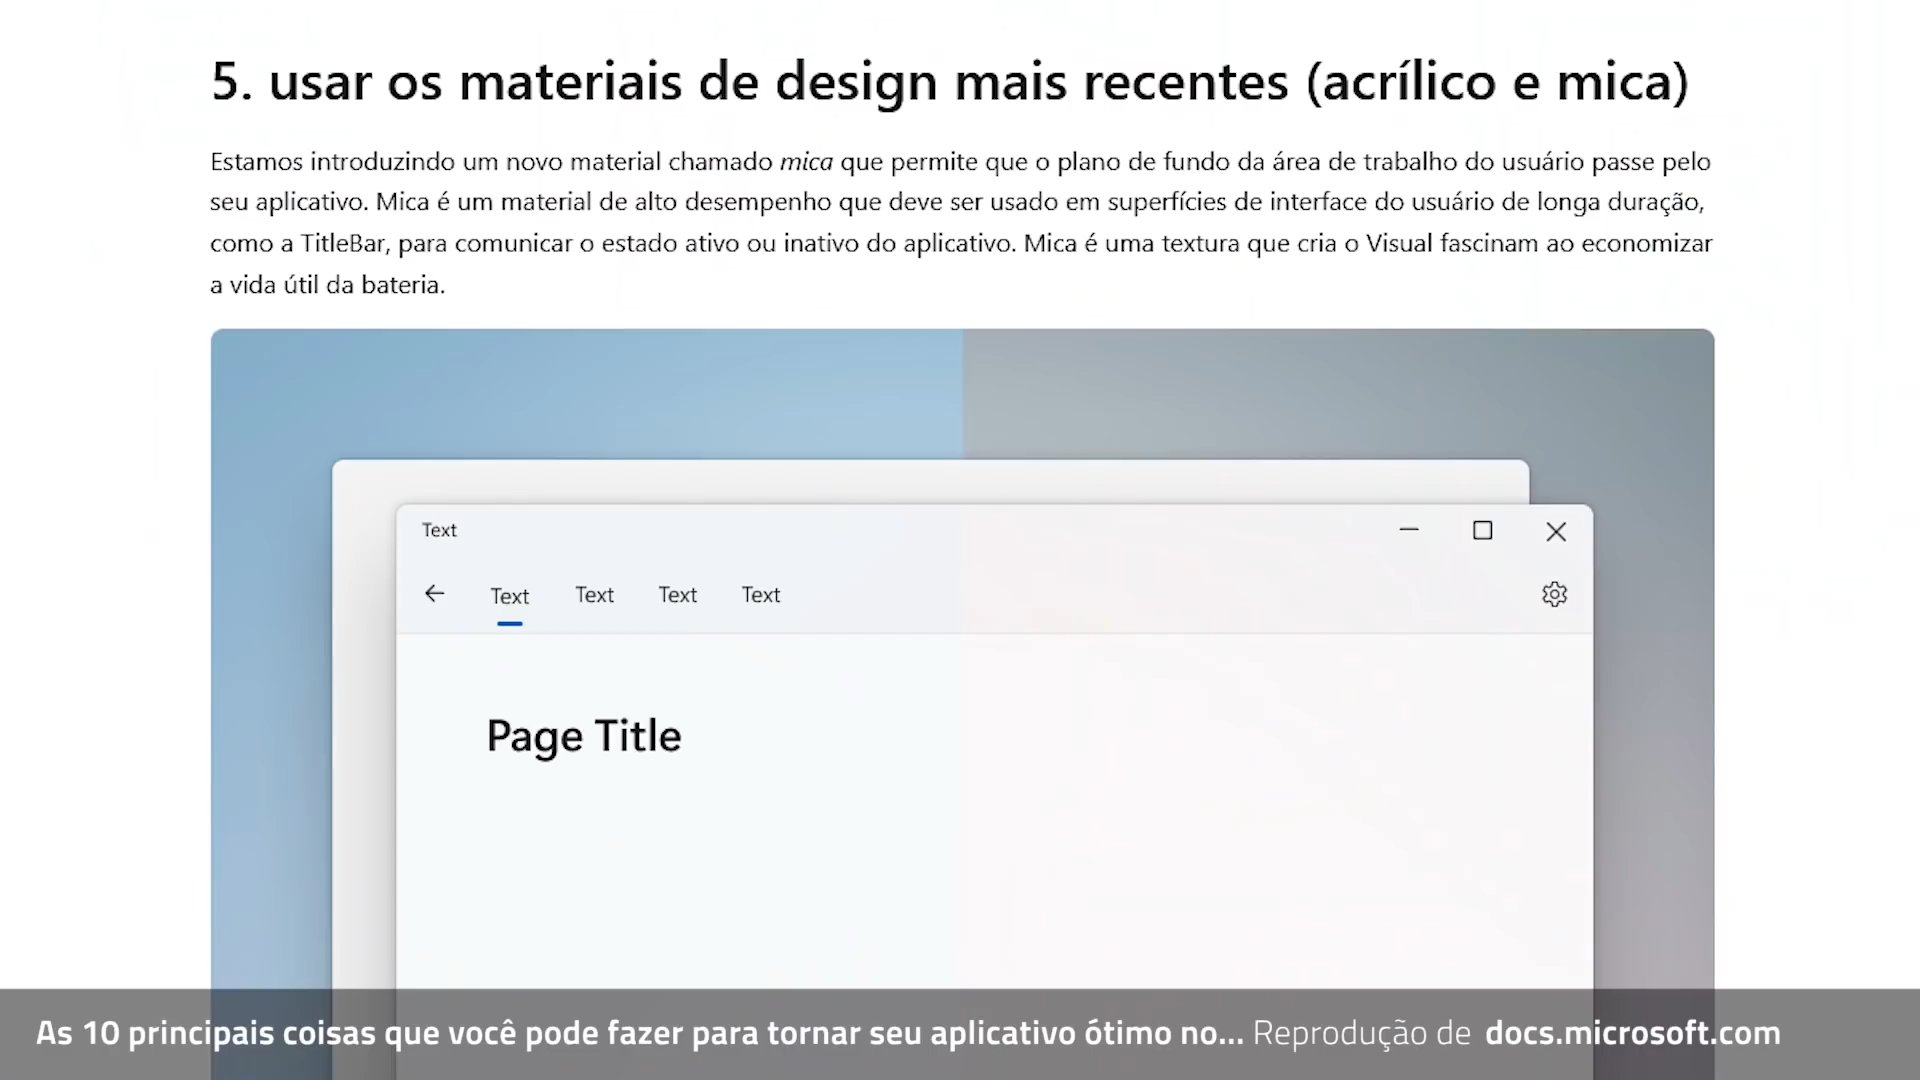 5. usar os materiais de design mais recentes (acrílico e mica)
Estamos introduzindo um novo material chamado mica que permite que o plano de fundo da área de trabalho do usuário passe pelo
seu aplicativo. Mica é um material de alto desempenho que deve ser usado em superfícies de interface do usuário de longa duração,
como a TitleBar, para comunicar o estado ativo ou inativo do aplicativo. Mica é uma textura que cria o Visual fascinam ao economizar
a vida útil da bateria.
Text
Text Text Text Text
Page Title
As 10 principais coisas que você pode fazer para tornar seu aplicativo ótimo no... Reprodução de docs.microsoft.com